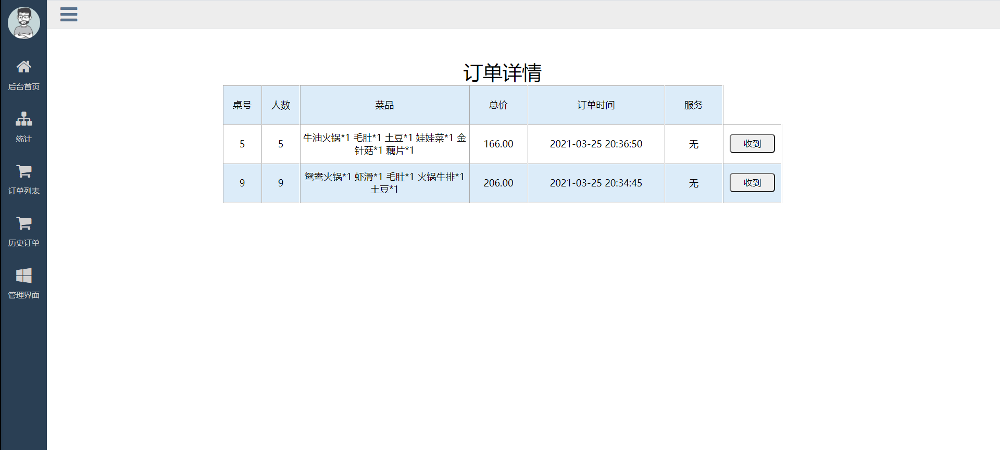 后台首页
统计
订单列表
历史订单
管理界面
订单详情
桌号 人数 菜品 总价 订单时间 服务
5 5 牛油火锅*1 毛肚*1 土豆*1 娃娃菜*1 金
针菇*1 藕片*1 166.00 2021-03-25 20:36:50 无 收到
9 9 鸳鸯火锅*1 虾滑*1 毛肚*1 火锅牛排*1
土豆*1 206.00 2021-03-25 20:34:45 无 收到